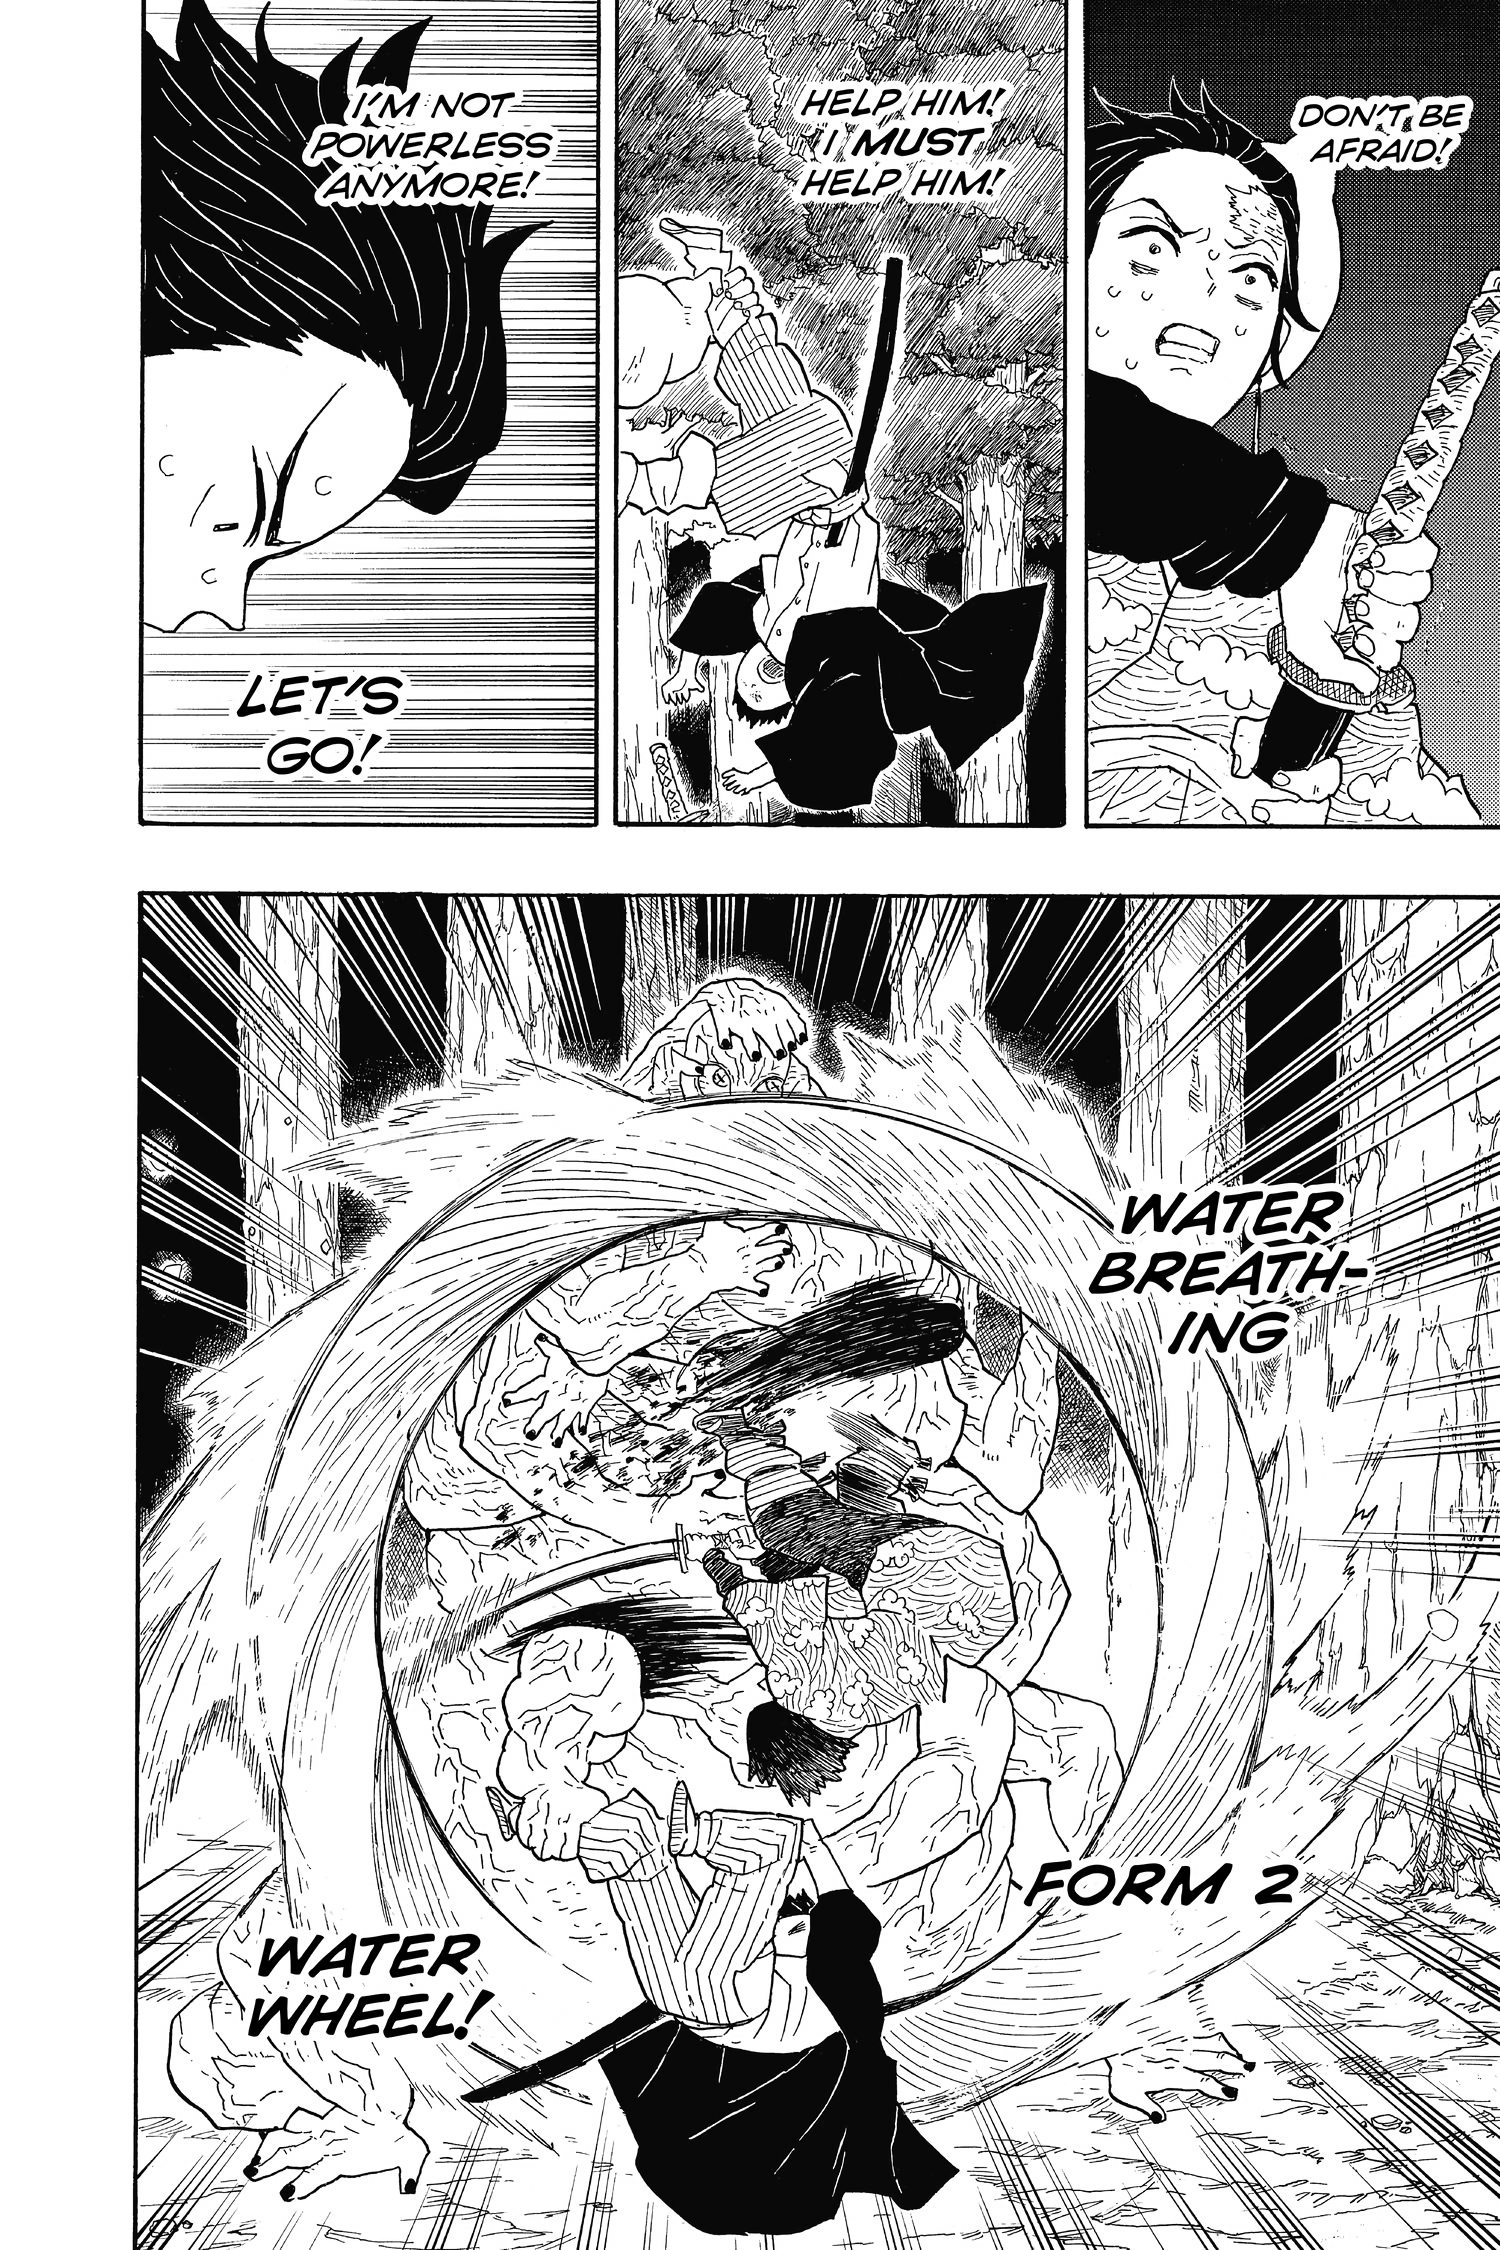 DON'T BE
AFRAID!
HELP HIM!
I MUST
HELP HIM!
I'M NOT
POWERLESS
ANYMORE!
LET'S
GO!
WATER
BREATH-
ING
FORM 2
WATER
WHEEL!